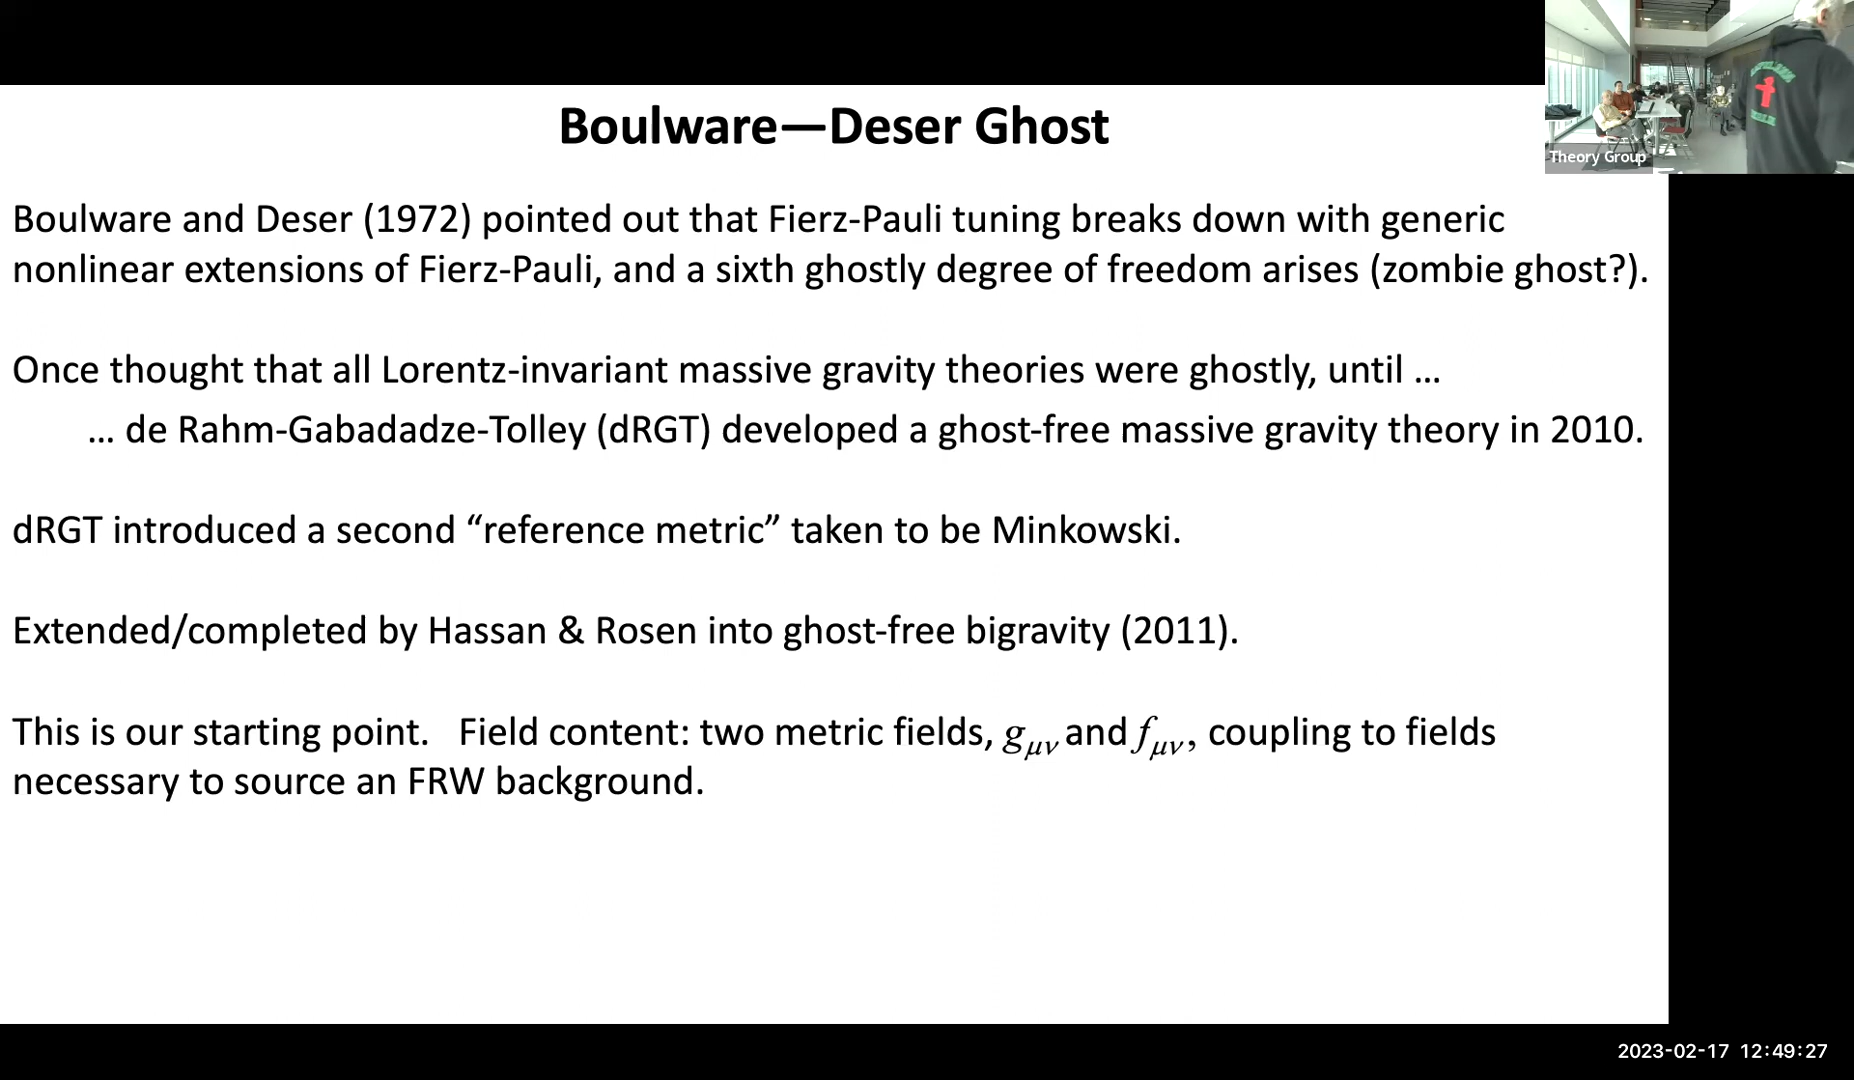 Boulware—Deser Ghost
Theory Group
Boulware and Deser (1972) pointed out that Fierz-Pauli tuning breaks down with generic
nonlinear extensions of Fierz-Pauli, and a sixth ghostly degree of freedom arises (zombie ghost?).
Once thought that all Lorentz-invariant massive gravity theories were ghostly, until ...
... de Rahm-Gabadadze-Tolley (dRGT) developed a ghost-free massive gravity theory in 2010.
dRGT introduced a second “reference metric” taken to be Minkowski.
Extended/completed by Hassan & Rosen into ghost-free bigravity (2011).
This is our starting point. Field content: two metric fields, g_{μν} and f_{μν}, coupling to fields
necessary to source an FRW background.
2023-02-17 12:49:27